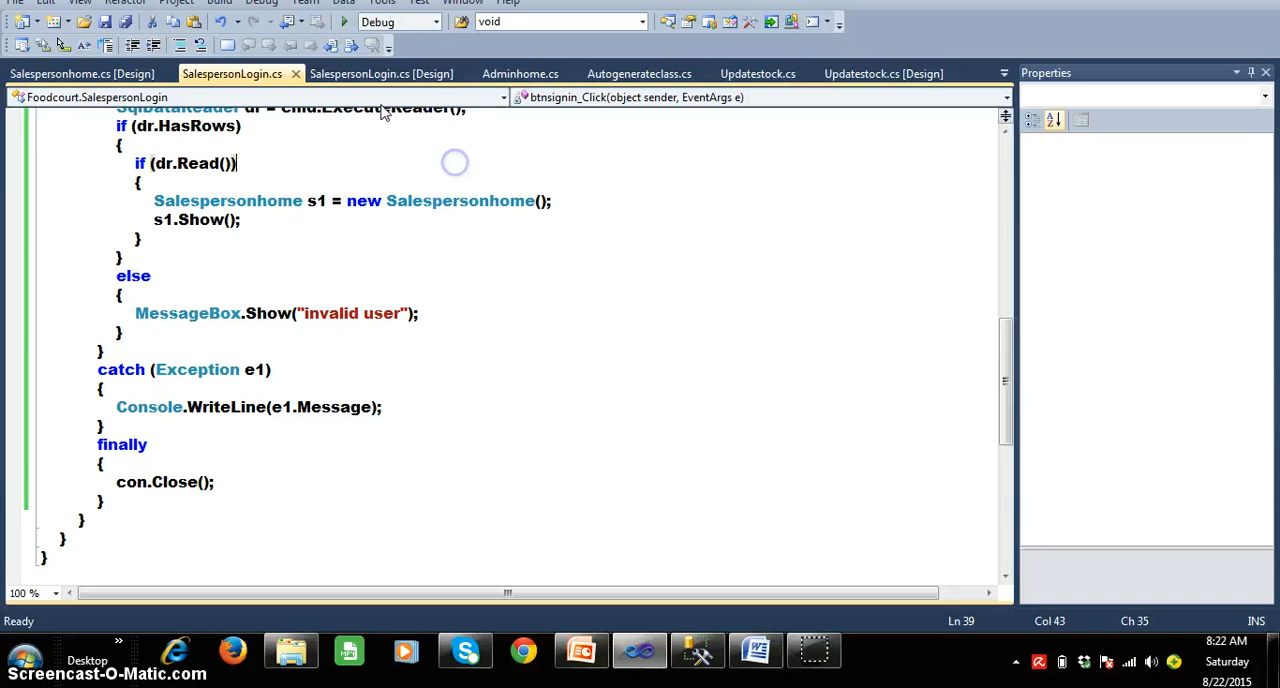 File Edit View Refactor Project Build Debug Team Data Tools Test Window Help
Debug void
Salespersonhome.cs [Design] SalespersonLogin.cs SalespersonLogin.cs [Design] Adminhome.cs Autogenerateclass.cs Updatestock.cs Updatestock.cs [Design] Properties
Foodcourt.SalespersonLogin btnsignin_Click(object sender, EventArgs e)
SqlDataReader dr = cmd.ExecuteReader();
if (dr.HasRows)
{
if (dr.Read())
{
Salespersonhome s1 = new Salespersonhome();
s1.Show();
}
}
else
{
MessageBox.Show("invalid user");
}
}
catch (Exception e1)
{
Console.WriteLine(e1.Message);
}
finally
{
con.Close();
}
}
}
}
100 %
Ready Ln 39 Col 43 Ch 35 INS
Desktop
8:22 AM
Saturday
8/22/2015
Screencast-O-Matic.com